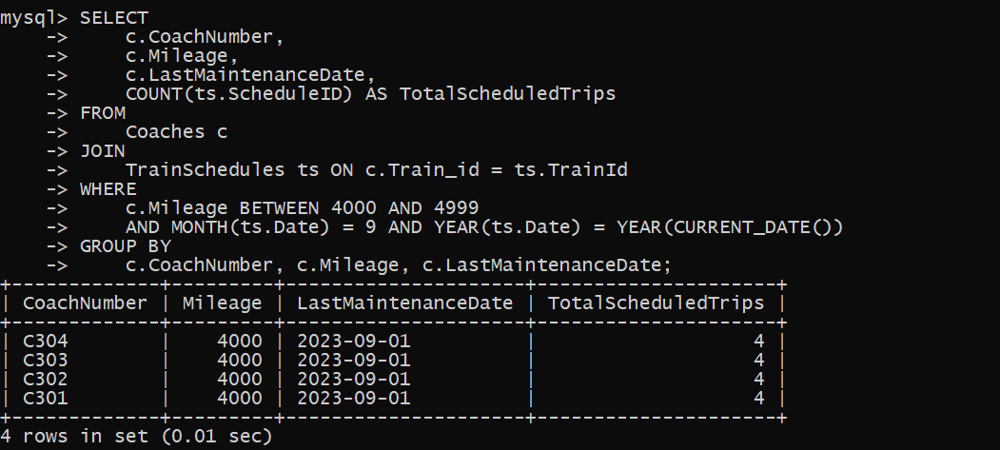 mysql> SELECT
    ->     c.CoachNumber,
    ->     c.Mileage,
    ->     c.LastMaintenanceDate,
    ->     COUNT(ts.ScheduleID) AS TotalScheduledTrips
    -> FROM
    ->     Coaches c
    -> JOIN
    ->     TrainSchedules ts ON c.Train_id = ts.TrainId
    -> WHERE
    ->     c.Mileage BETWEEN 4000 AND 4999
    ->     AND MONTH(ts.Date) = 9 AND YEAR(ts.Date) = YEAR(CURRENT_DATE())
    -> GROUP BY
    ->     c.CoachNumber, c.Mileage, c.LastMaintenanceDate;
+-------------+---------+---------------------+---------------------+
| CoachNumber | Mileage | LastMaintenanceDate | TotalScheduledTrips |
+-------------+---------+---------------------+---------------------+
| C304        |    4000 | 2023-09-01          |                   4 |
| C303        |    4000 | 2023-09-01          |                   4 |
| C302        |    4000 | 2023-09-01          |                   4 |
| C301        |    4000 | 2023-09-01          |                   4 |
+-------------+---------+---------------------+---------------------+
4 rows in set (0.01 sec)